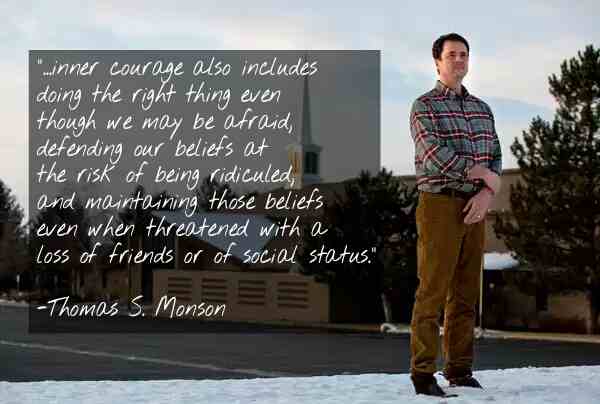 "...inner courage also includes
doing the right thing even
though we may be afraid,
defending our beliefs at
the risk of being ridiculed,
and maintaining those beliefs
even when threatened with a
loss of friends or of social status."
-Thomas S. Monson